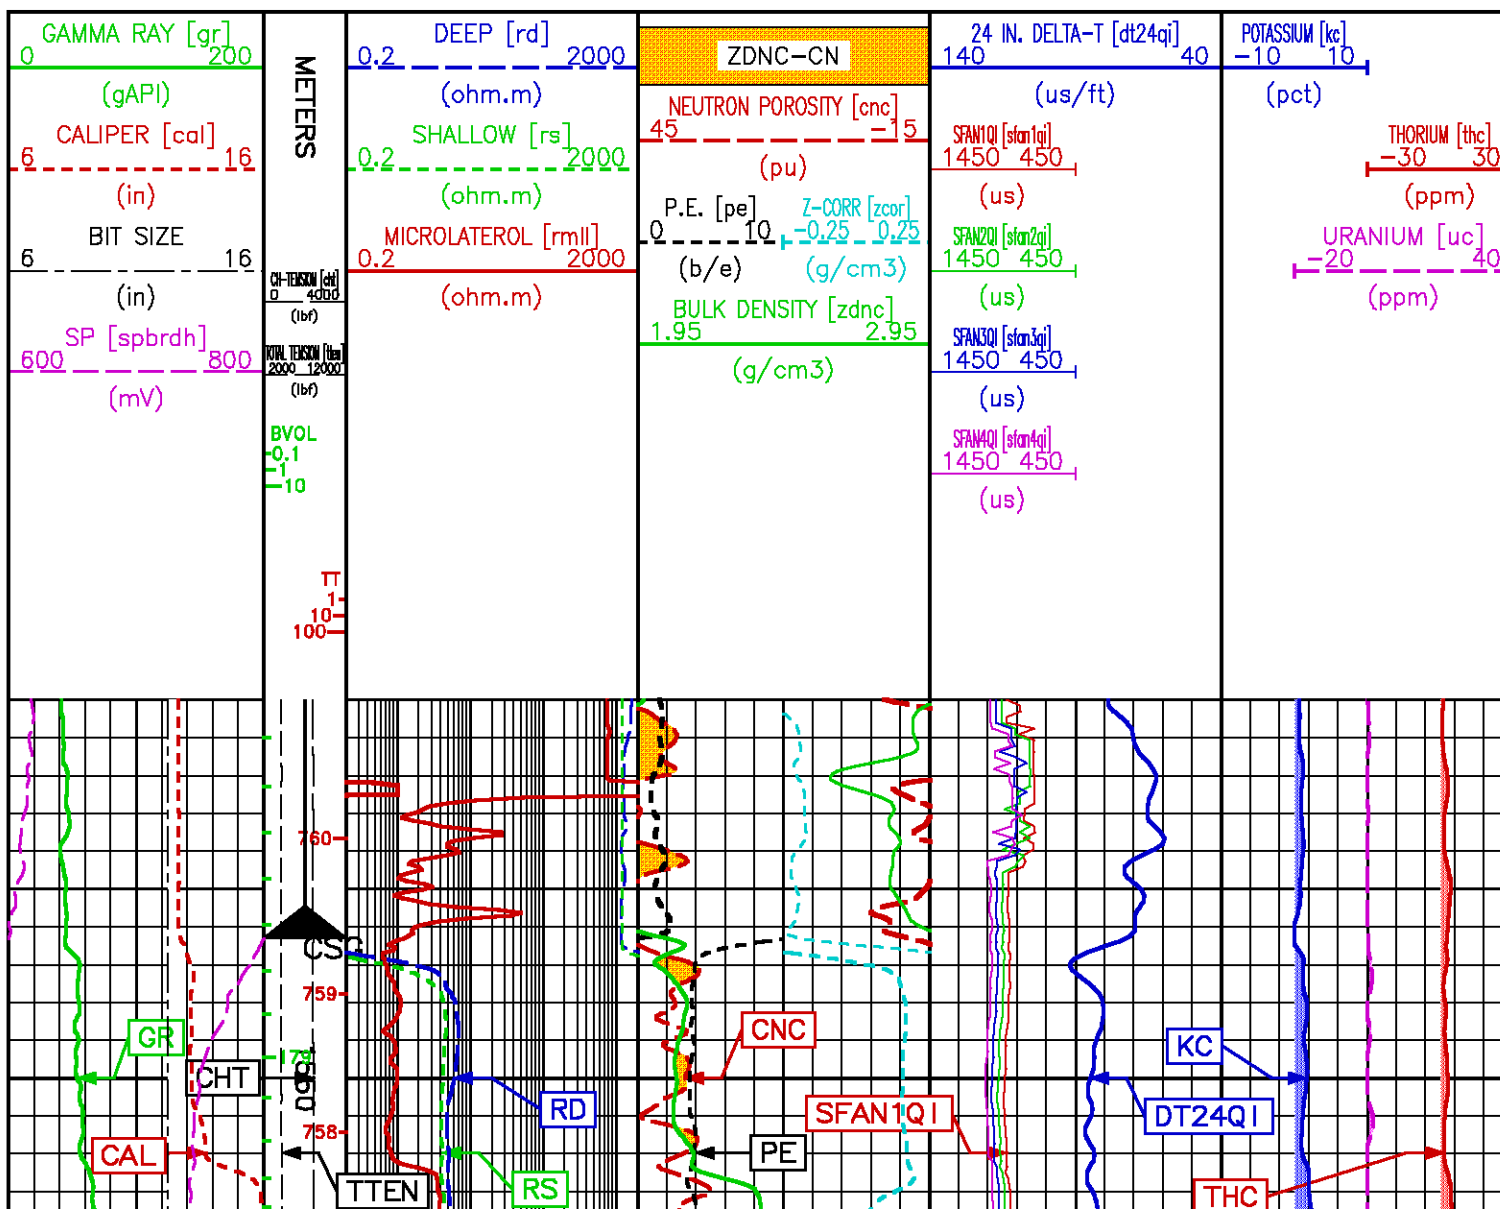 GAMMA RAY [gr]
0 200
(gAPI)
CALIPER [cal]
6 16
(in)
BIT SIZE
6 16
(in)
SP [spbrdh]
600 800
(mV)
METERS
CH-TENSION [cht]
0 4000
(lbf)
TOTAL TENSION [tten]
2000 12000
(lbf)
BVOL
0.1
1
10
TT
1
10
100
DEEP [rd]
0.2 2000
(ohm.m)
SHALLOW [rs]
0.2 2000
(ohm.m)
MICROLATEROL [rmll]
0.2 2000
(ohm.m)
ZDNC-CN
NEUTRON POROSITY [cnc]
45 -15
(pu)
P.E. [pe]
0 10
(b/e)
Z-CORR [zcor]
-0.25 0.25
(g/cm3)
BULK DENSITY [zdnc]
1.95 2.95
(g/cm3)
24 IN. DELTA-T [dt24qi]
140 40
(us/ft)
SFAN1QI [sfan1qi]
1450 450
(us)
SFAN2QI [sfan2qi]
1450 450
(us)
SFAN3QI [sfan3qi]
1450 450
(us)
SFAN4QI [sfan4qi]
1450 450
(us)
POTASSIUM [kc]
-10 10
(pct)
THORIUM [thc]
-30 30
(ppm)
URANIUM [uc]
-20 40
(ppm)
760
CSG
759
GR
179
CHT
758
CAL
TTEN
RD
RS
CNC
PE
SFAN1QI
DT24QI
KC
THC